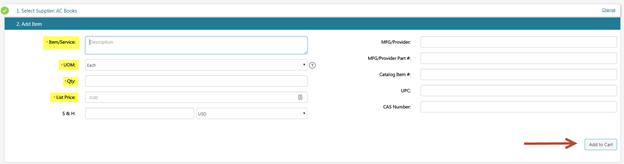 1. Select Supplier: AC Books
Change
2. Add Item
* Item/Service:
Description
* UOM:
Each
* Qty:
* List Price:
0.00
S & H:
USD
MFG/Provider:
MFG/Provider Part #:
Catalog Item #:
UPC:
CAS Number:
Add to Cart